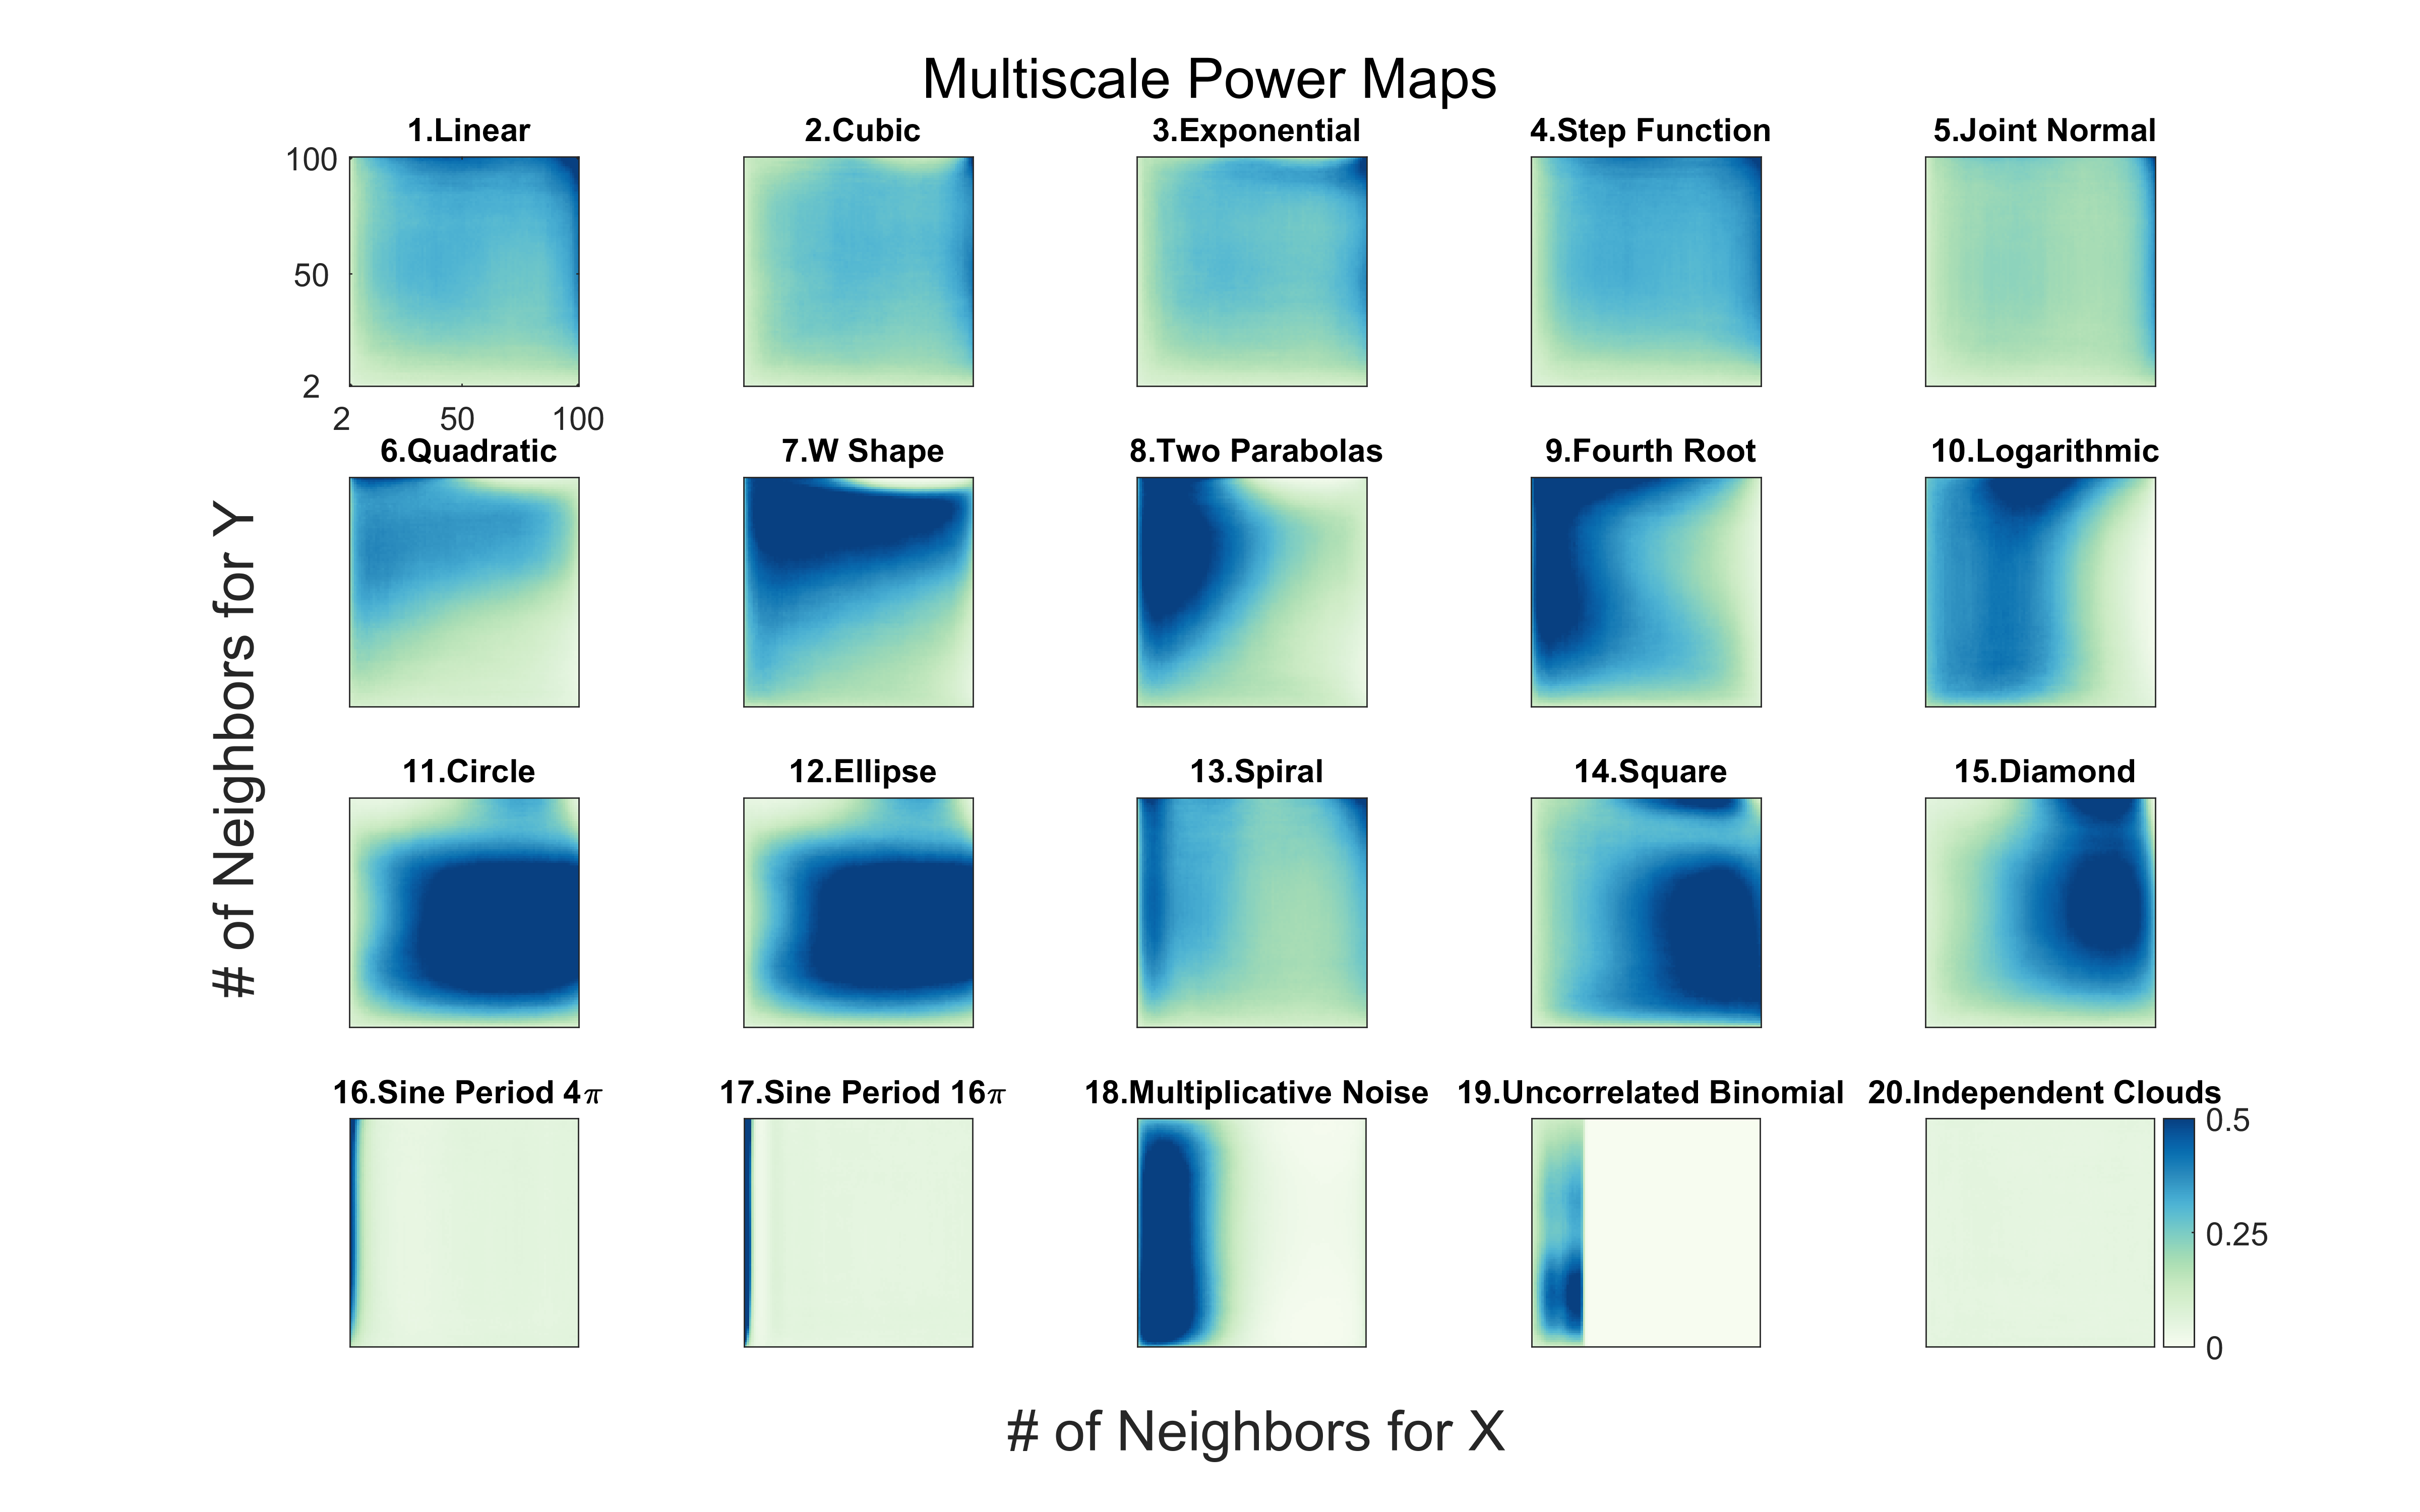 Multiscale Power Maps
1.Linear
2.Cubic
3.Exponential
4.Step Function
5.Joint Normal
100
50
2
2
50
100
6.Quadratic
7.W Shape
8.Two Parabolas
9.Fourth Root
10.Logarithmic
# of Neighbors for Y
11.Circle
12.Ellipse
13.Spiral
14.Square
15.Diamond
16.Sine Period 4π
17.Sine Period 16π
18.Multiplicative Noise
19.Uncorrelated Binomial
20.Independent Clouds
0.5
0.25
0
# of Neighbors for X